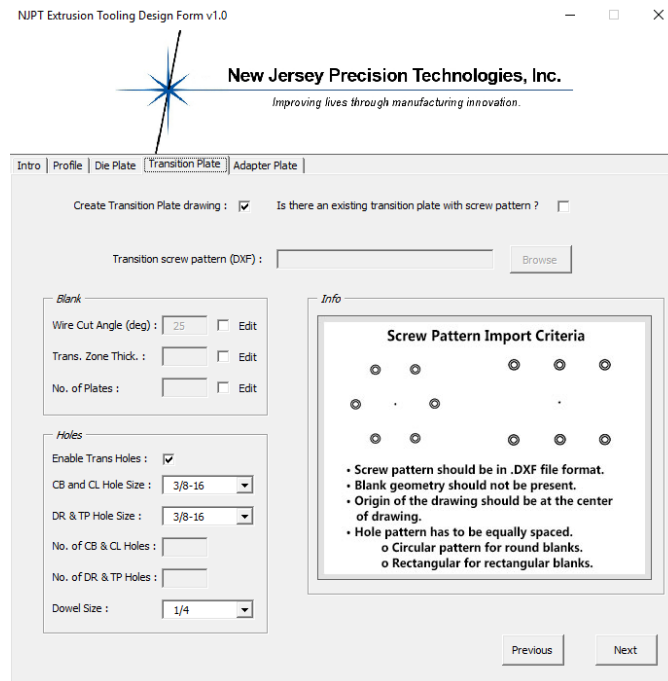 NJPT Extrusion Tooling Design Form v1.0
New Jersey Precision Technologies, Inc.
Improving lives through manufacturing innovation.
Intro Profile Die Plate Transition Plate Adapter Plate
Create Transition Plate drawing : Is there an existing transition plate with screw pattern ?
Transition screw pattern (DXF) : Browse
Blank
Wire Cut Angle (deg) : 25 Edit
Trans. Zone Thick. : Edit
No. of Plates : Edit
Holes
Enable Trans Holes :
CB and CL Hole Size : 3/8-16
DR & TP Hole Size : 3/8-16
No. of CB & CL Holes :
No. of DR & TP Holes :
Dowel Size : 1/4
Info
Screw Pattern Import Criteria
• Screw pattern should be in .DXF file format.
• Blank geometry should not be present.
• Origin of the drawing should be at the center
of drawing.
• Hole pattern has to be equally spaced.
o Circular pattern for round blanks.
o Rectangular for rectangular blanks.
Previous Next